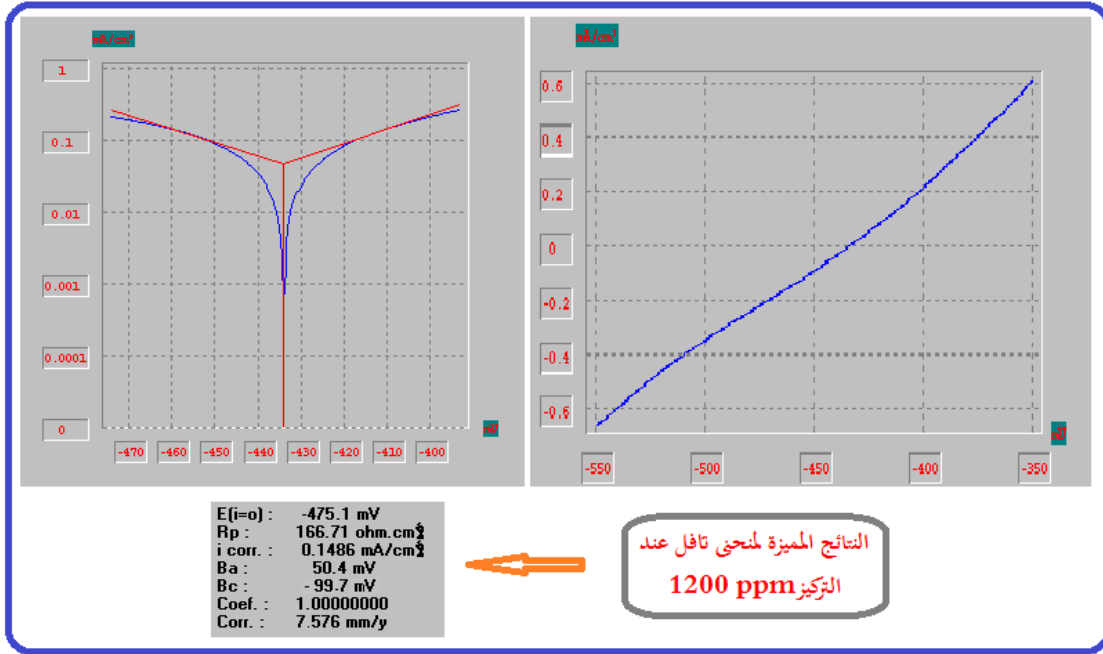 mA/cm²
1
0.1
0.01
0.001
0.0001
0
-470 -460 -450 -440 -430 -420 -410 -400
mV
mA/cm²
0.6
0.4
0.2
0
-0.2
-0.4
-0.6
-550 -500 -450 -400 -350
mV
E(i=o) : -475.1 mV
Rp : 166.71 ohm.cm²
i corr. : 0.1486 mA/cm²
Ba : 50.4 mV
Bc : - 99.7 mV
Coef. : 1.00000000
Corr. : 7.576 mm/y
النتائج المميزة لمنحنى تافل عند
التركيز 1200 ppm